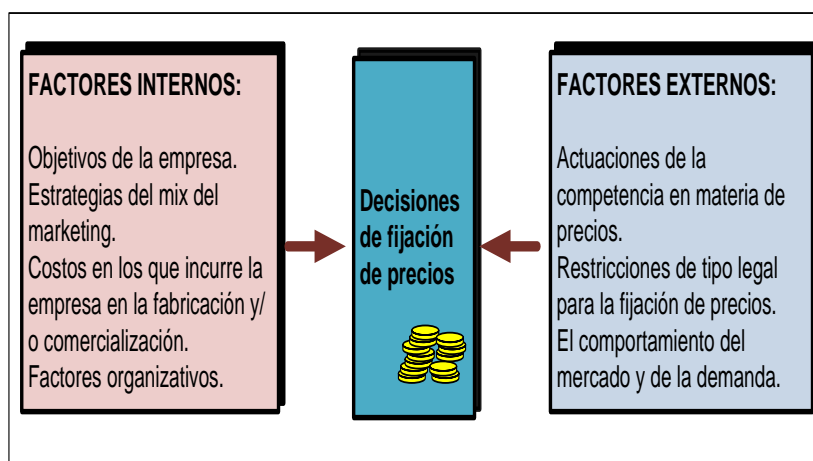 FACTORES INTERNOS:
Objetivos de la empresa.
Estrategias del mix del
marketing.
Costos en los que incurre la
empresa en la fabricación y/
o comercialización.
Factores organizativos.
Decisiones
de fijación
de precios
FACTORES EXTERNOS:
Actuaciones de la
competencia en materia de
precios.
Restricciones de tipo legal
para la fijación de precios.
El comportamiento del
mercado y de la demanda.